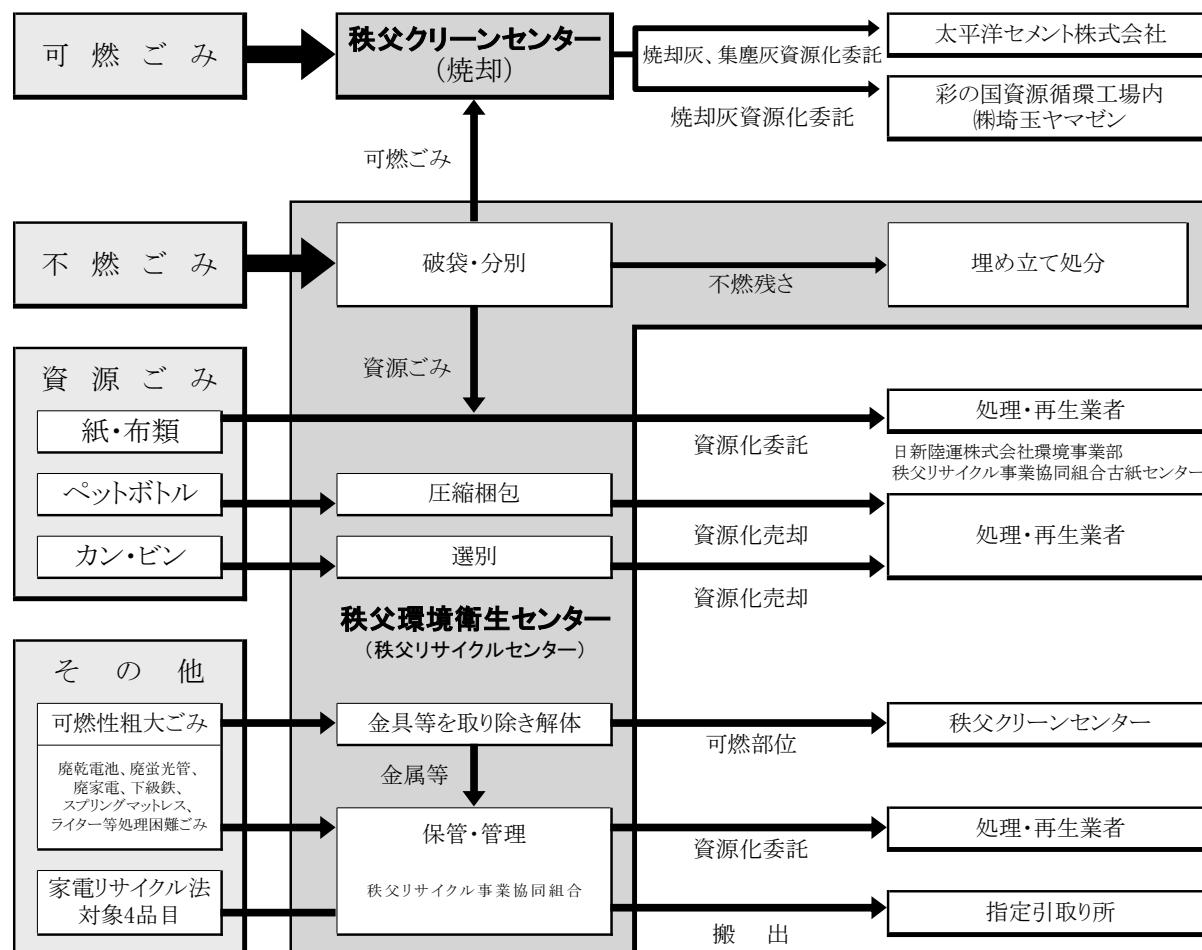 可燃ごみ
秩父クリーンセンター
（焼却）
焼却灰、集塵灰資源化委託
太平洋セメント株式会社
焼却灰資源化委託
彩の国資源循環工場内
㈱埼玉ヤマゼン
可燃ごみ
不燃ごみ
破袋・分別
不燃残さ
埋め立て処分
資源ごみ
資源ごみ
紙・布類
資源化委託
処理・再生業者
日新陸運株式会社環境事業部
秩父リサイクル事業協同組合古紙センター
ペットボトル
圧縮梱包
資源化売却
処理・再生業者
カン・ビン
選別
資源化売却
秩父環境衛生センター
（秩父リサイクルセンター）
その他
可燃性粗大ごみ
金具等を取り除き解体
可燃部位
秩父クリーンセンター
金属等
廃乾電池、廃蛍光管、
廃家電、下級鉄、
スプリングマットレス、
ライター等処理困難ごみ
保管・管理
秩父リサイクル事業協同組合
資源化委託
処理・再生業者
家電リサイクル法
対象4品目
搬出
指定引取り所